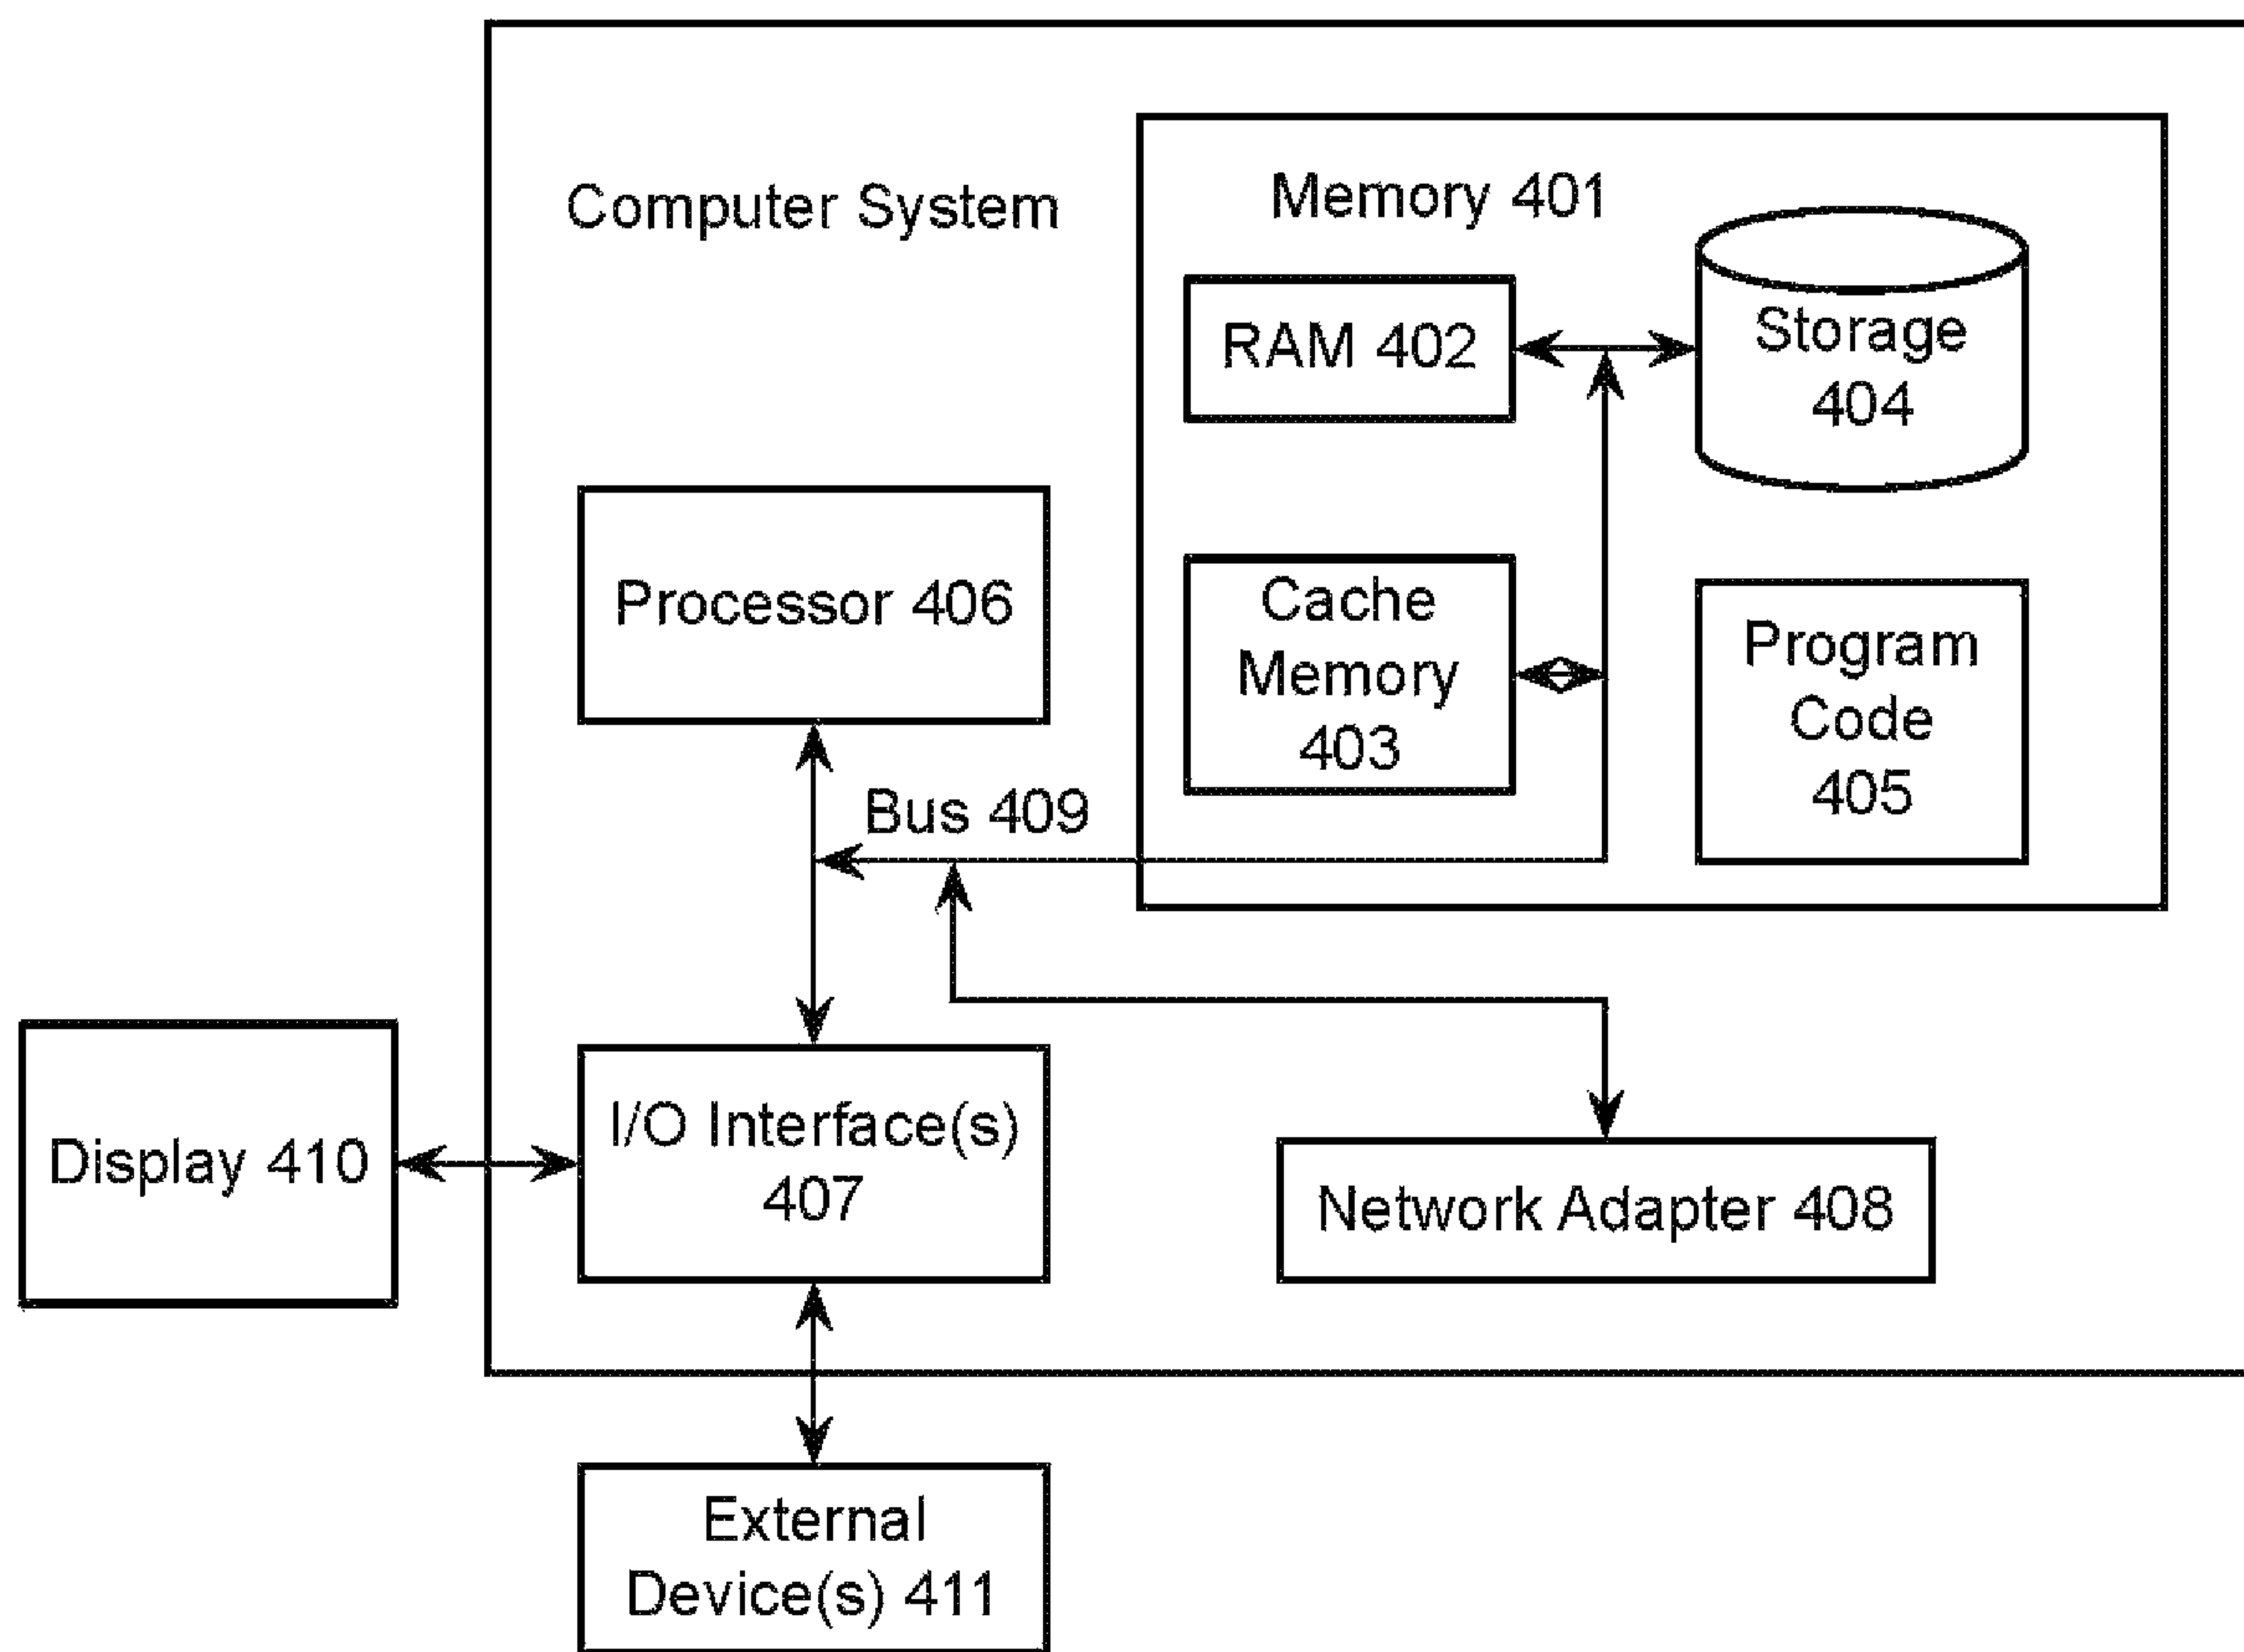 Computer System
Memory 401
RAM 402
Storage
404
Processor 406
Cache
Memory
403
Program
Code
405
Bus 409
Display 410
I/O Interface(s)
407
Network Adapter 408
External
Device(s) 411